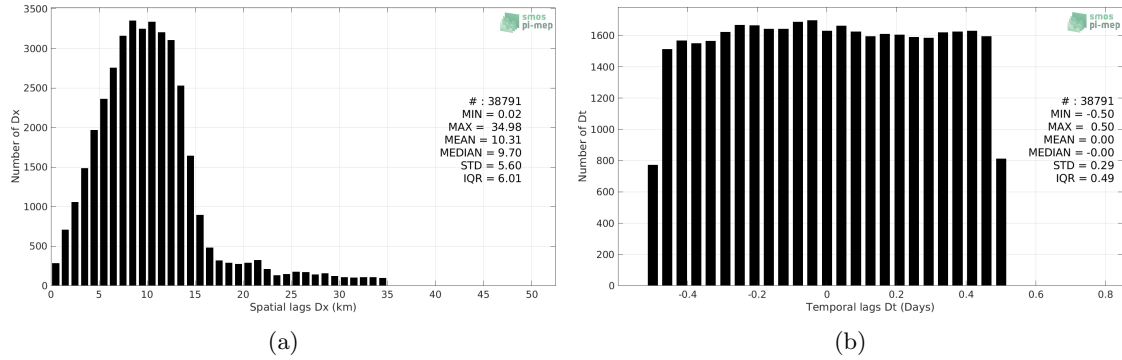 3500
3000
2500
2000
1500
1000
500
0
Number of Dx
0 5 10 15 20 25 30 35 40 45 50
Spatial lags Dx (km)
smos
pi-mep
# : 38791
MIN = 0.02
MAX = 34.98
MEAN = 10.31
MEDIAN = 9.70
STD = 5.60
IQR = 6.01
(a)
1600
1400
1200
1000
800
600
400
200
0
Number of Dt
-0.4 -0.2 0 0.2 0.4 0.6 0.8
Temporal lags Dt (Days)
smos
pi-mep
# : 38791
MIN = -0.50
MAX = 0.50
MEAN = 0.00
MEDIAN = -0.00
STD = 0.29
IQR = 0.49
(b)